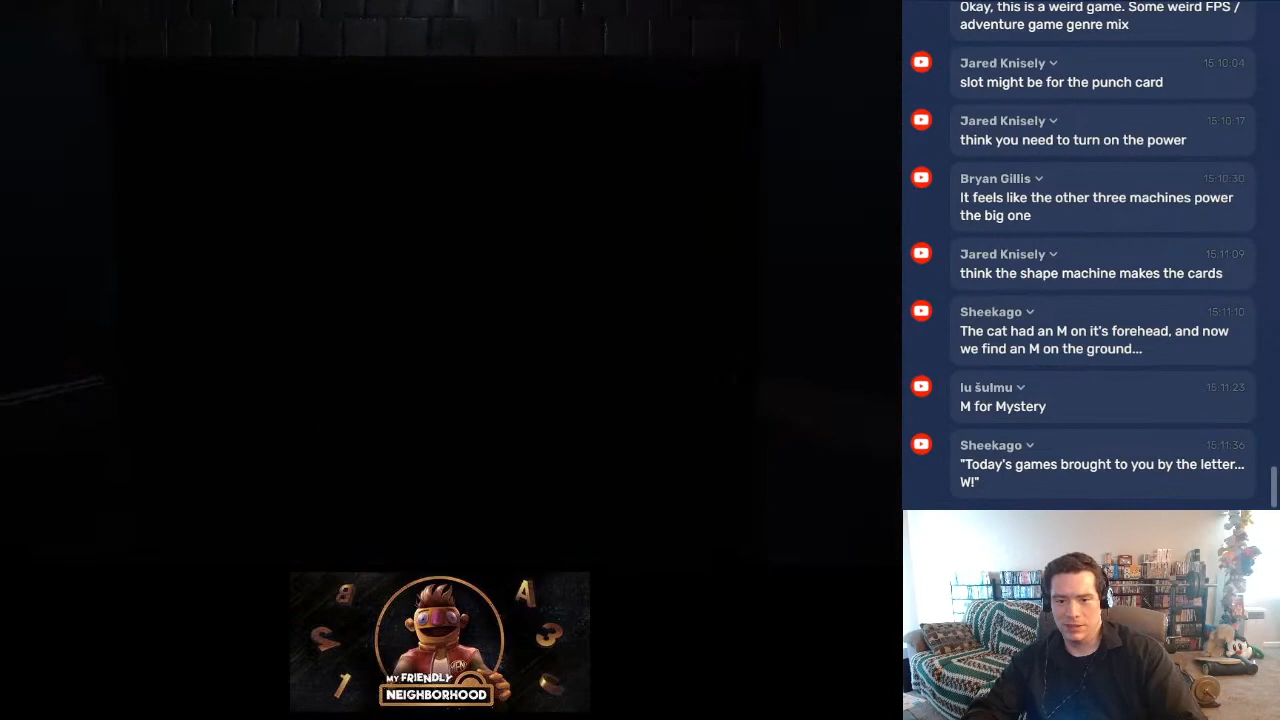 Okay, this is a weird game. Some weird FPS /
adventure game genre mix
Jared Knisely 15:10:04
slot might be for the punch card
Jared Knisely 15:10:17
think you need to turn on the power
Bryan Gillis 15:10:30
It feels like the other three machines power
the big one
Jared Knisely 15:11:09
think the shape machine makes the cards
Sheekago 15:11:10
The cat had an M on it's forehead, and now
we find an M on the ground...
lu šulmu 15:11:23
M for Mystery
Sheekago 15:11:36
"Today's games brought to you by the letter...
W!"
B A
2 3
1
MY FRIENDLY
NEIGHBORHOOD